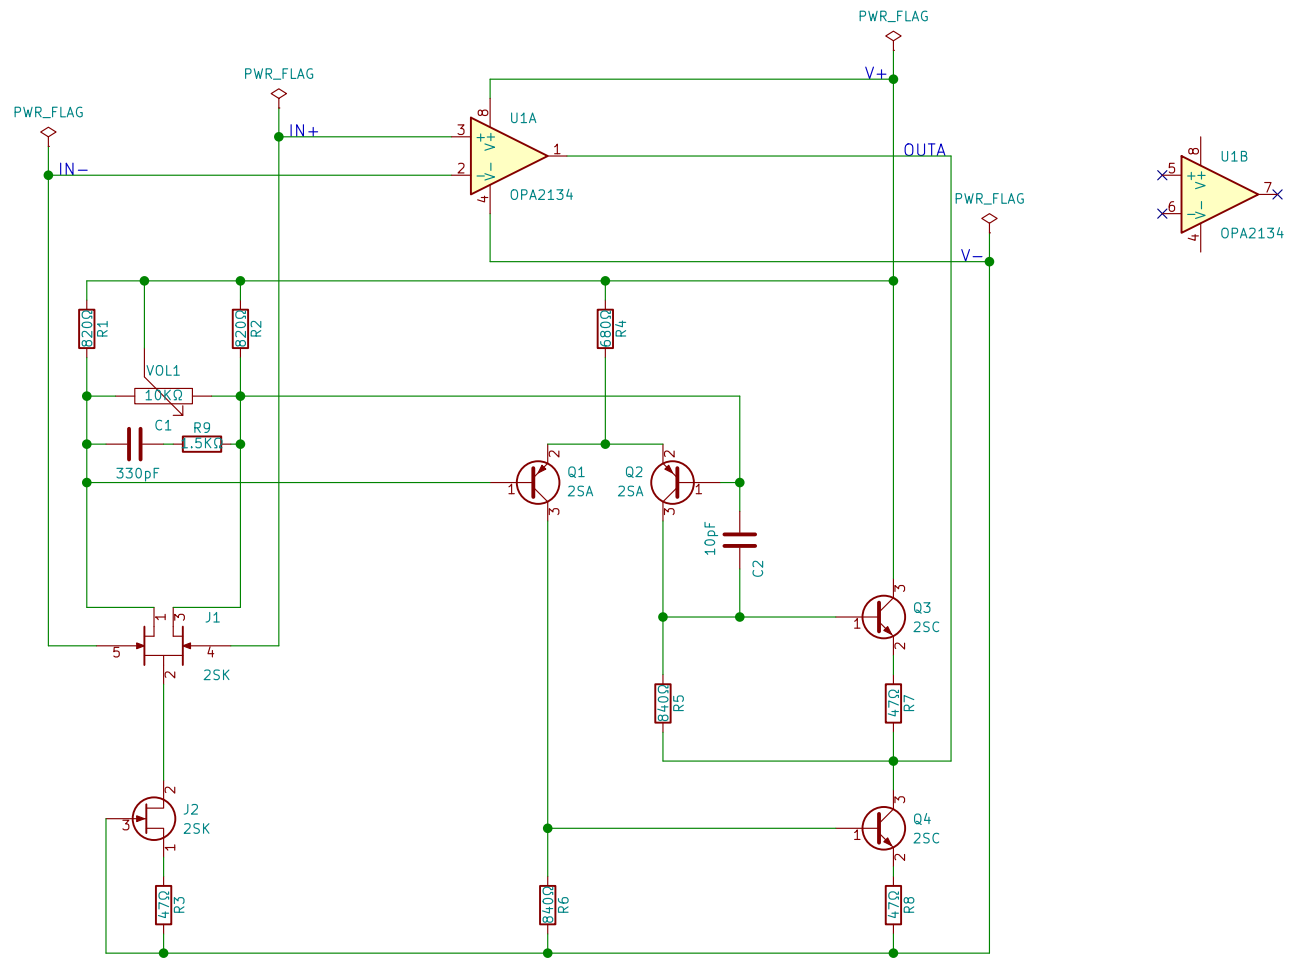 PWR_FLAG
PWR_FLAG
PWR_FLAG
V+
IN+
IN-
8
3
2
4
V+
V-
1
U1A
OPA2134
OUTA
PWR_FLAG
V-
8
5
6
4
V+
V-
7
U1B
OPA2134
820Ω
R1
820Ω
R2
680Ω
R4
VOL1
10KΩ
C1
330pF
R9
1.5KΩ
2
1
3
Q1
2SA
2
1
3
Q2
2SA
10pF
C2
3
1
2
Q3
2SC
1
3
J1
5
4
2
2SK
840Ω
R5
47Ω
R7
2
3
1
J2
2SK
3
1
2
Q4
2SC
47Ω
R3
840Ω
R6
47Ω
R8